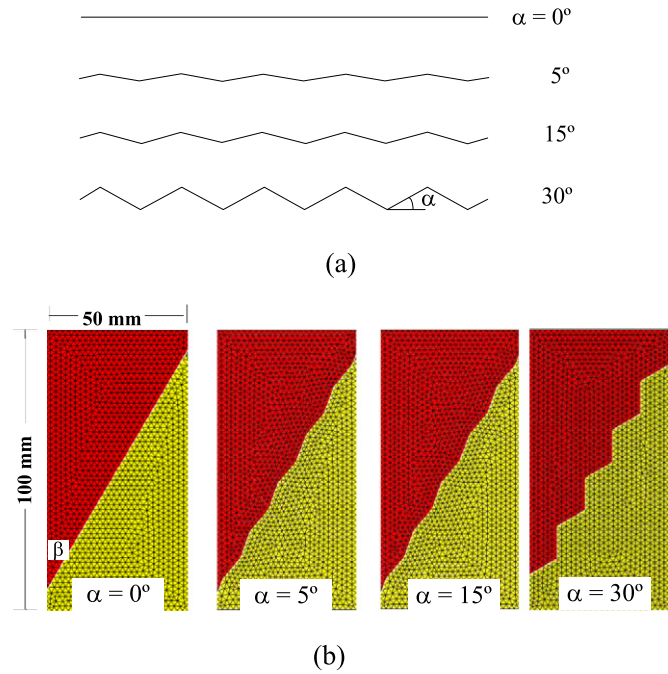 α = 0º
5º
15º
30º
α
(a)
50 mm
100 mm
β
α = 0º
α = 5º
α = 15º
α = 30º
(b)